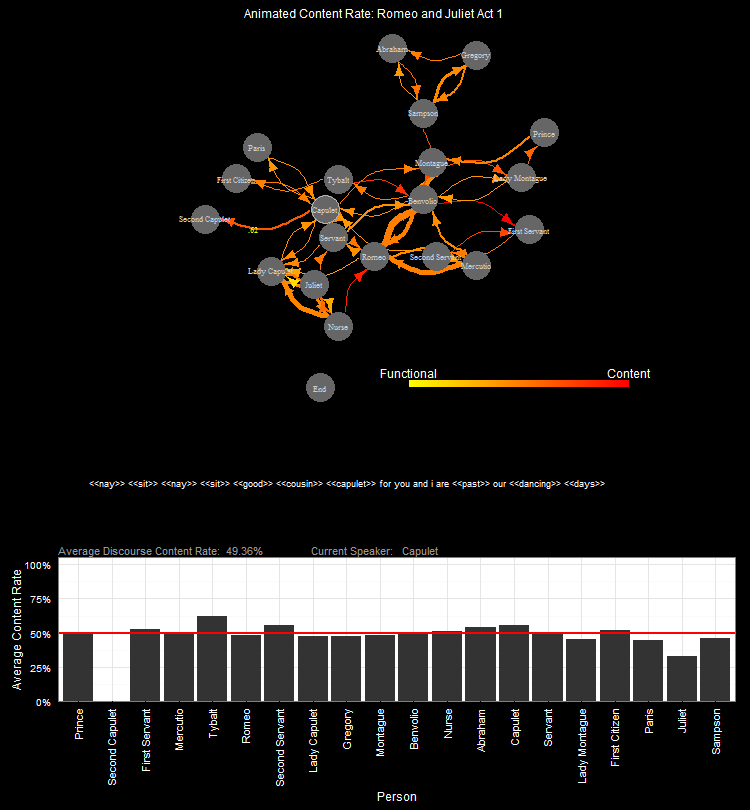 Animated Content Rate: Romeo and Juliet Act 1
Abraham
Gregory
Sampson
Prince
Paris
Montague
First Citizen
Tybalt
Lady Montague
Benvolio
Capulet
Second Capulet
.62
First Servant
Servant
Romeo
Second Servant
Mercutio
Lady Capulet
Juliet
Nurse
End
Functional
Content
<<nay>> <<sit>> <<nay>> <<sit>> <<good>> <<cousin>> <<capulet>> for you and i are <<past>> our <<dancing>> <<days>>
Average Discourse Content Rate: 49.36% Current Speaker: Capulet
Average Content Rate
100%
75%
50%
25%
0%
Prince
Second Capulet
First Servant
Mercutio
Tybalt
Romeo
Second Servant
Lady Capulet
Gregory
Montague
Benvolio
Nurse
Abraham
Capulet
Servant
Lady Montague
First Citizen
Paris
Juliet
Sampson
Person